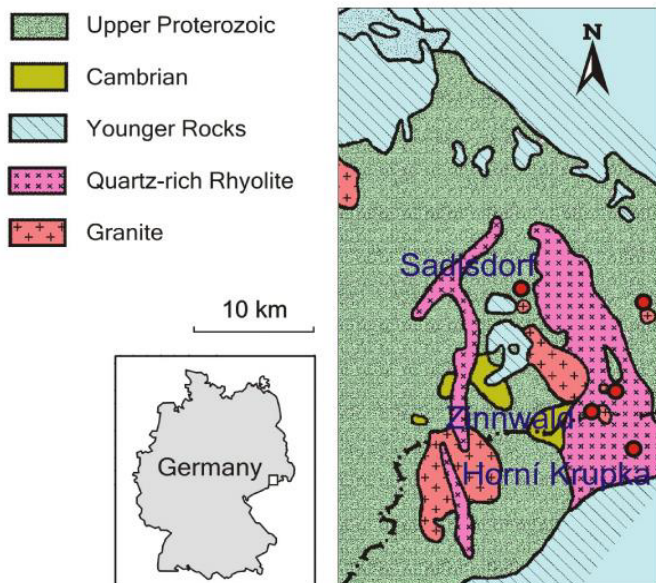 Upper Proterozoic
Cambrian
Younger Rocks
Quartz-rich Rhyolite
Granite
10 km
Germany
N
Sadisdorf
Zinnwald
Horní Krupka